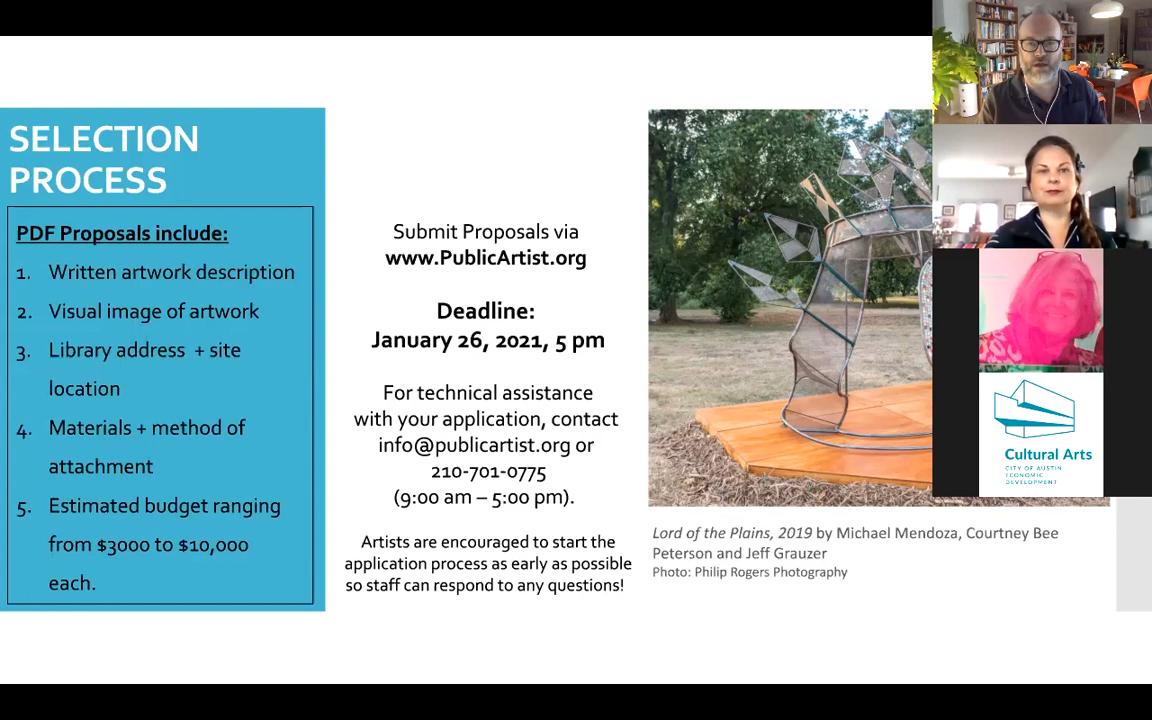 SELECTION
PROCESS
PDF Proposals include:
1. Written artwork description
2. Visual image of artwork
3. Library address + site
location
4. Materials + method of
attachment
5. Estimated budget ranging
from $3000 to $10,000
each.
Submit Proposals via
www.PublicArtist.org
Deadline:
January 26, 2021, 5 pm
For technical assistance
with your application, contact
info@publicartist.org or
210-701-0775
(9:00 am – 5:00 pm).
Artists are encouraged to start the
application process as early as possible
so staff can respond to any questions!
Lord of the Plains, 2019 by Michael Mendoza, Courtney Bee
Peterson and Jeff Grauzer
Photo: Philip Rogers Photography
Cultural Arts
CITY OF AUSTIN
ECONOMIC
DEVELOPMENT